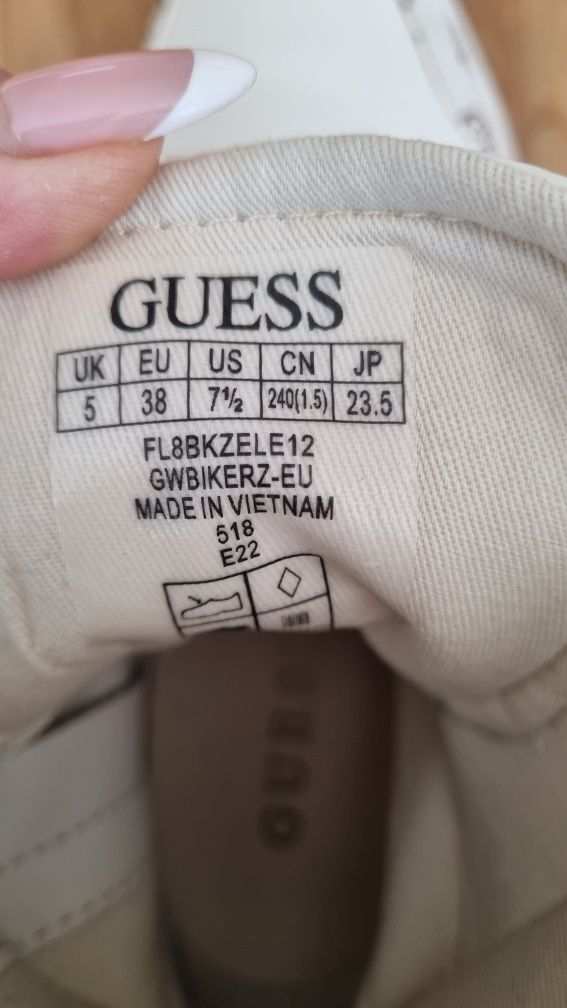 GUESS
UK EU US CN JP
5 38 7½ 240(1.5) 23.5
FL8BKZELE12
GWBIKERZ-EU
MADE IN VIETNAM
518
E22